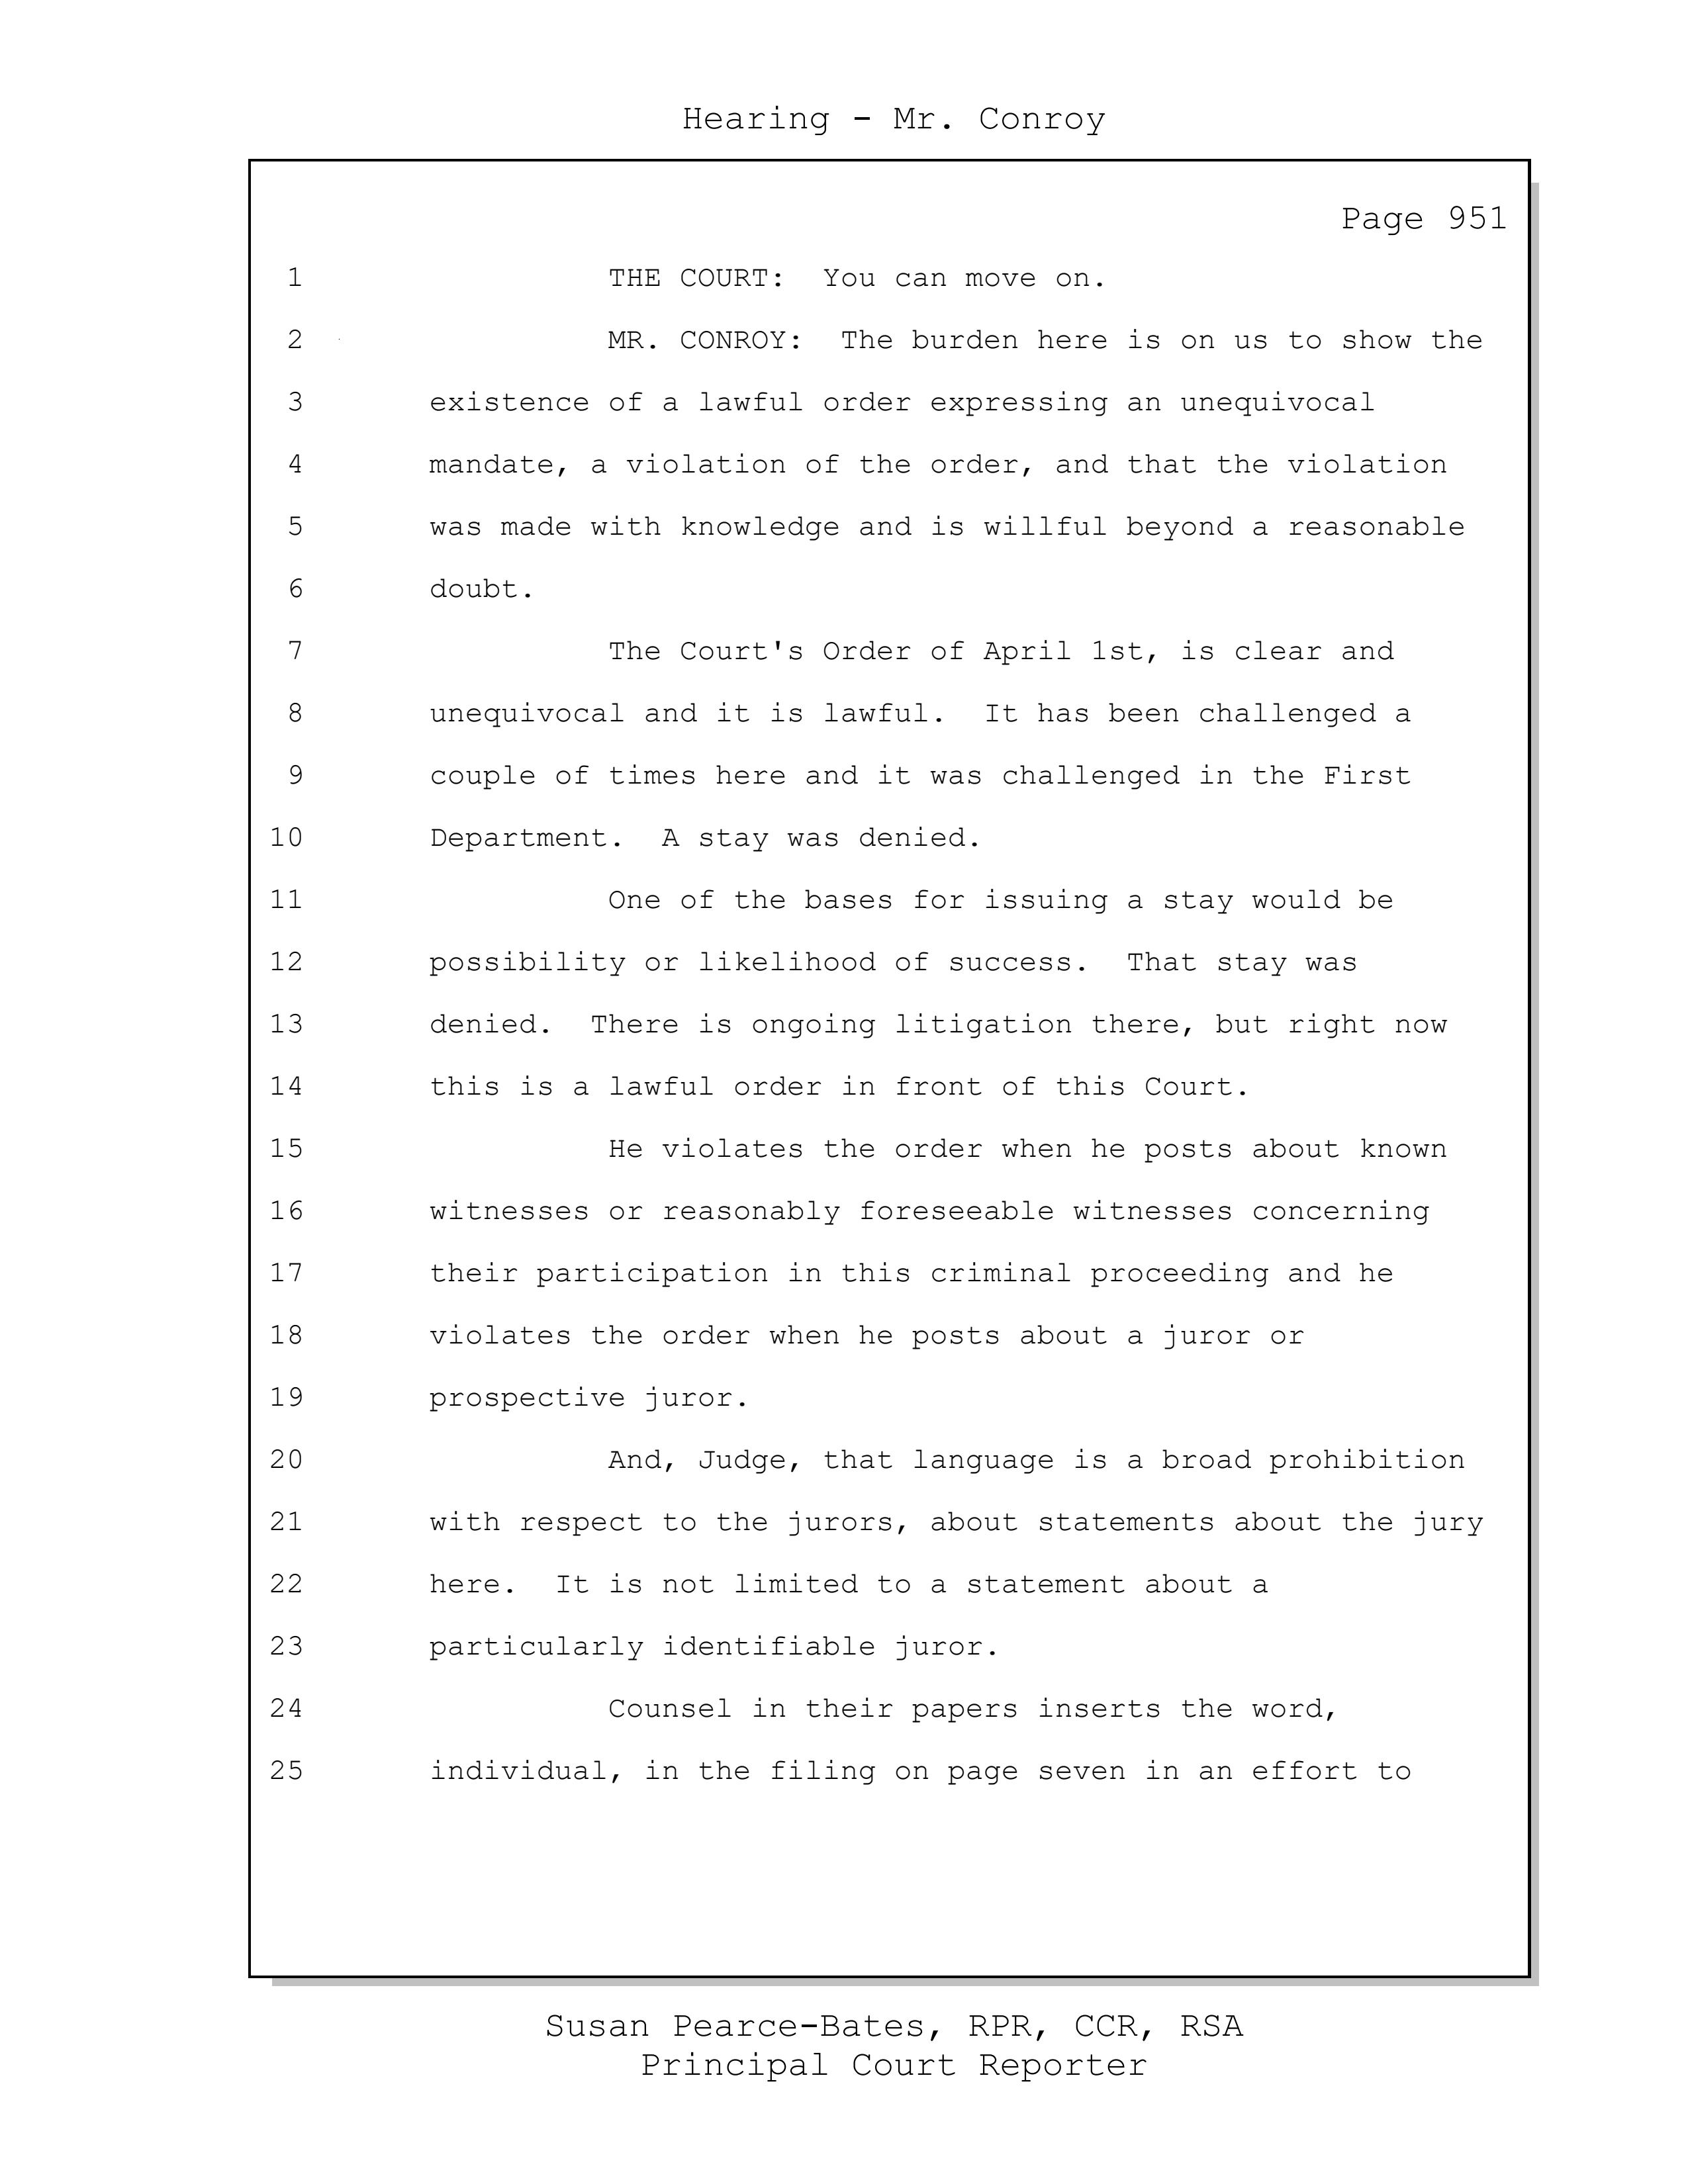 Hearing - Mr. Conroy
Page 951
1 THE COURT: You can move on.
2 MR. CONROY: The burden here is on us to show the
3 existence of a lawful order expressing an unequivocal
4 mandate, a violation of the order, and that the violation
5 was made with knowledge and is willful beyond a reasonable
6 doubt.
7 The Court's Order of April 1st, is clear and
8 unequivocal and it is lawful. It has been challenged a
9 couple of times here and it was challenged in the First
10 Department. A stay was denied.
11 One of the bases for issuing a stay would be
12 possibility or likelihood of success. That stay was
13 denied. There is ongoing litigation there, but right now
14 this is a lawful order in front of this Court.
15 He violates the order when he posts about known
16 witnesses or reasonably foreseeable witnesses concerning
17 their participation in this criminal proceeding and he
18 violates the order when he posts about a juror or
19 prospective juror.
20 And, Judge, that language is a broad prohibition
21 with respect to the jurors, about statements about the jury
22 here. It is not limited to a statement about a
23 particularly identifiable juror.
24 Counsel in their papers inserts the word,
25 individual, in the filing on page seven in an effort to
Susan Pearce-Bates, RPR, CCR, RSA
Principal Court Reporter